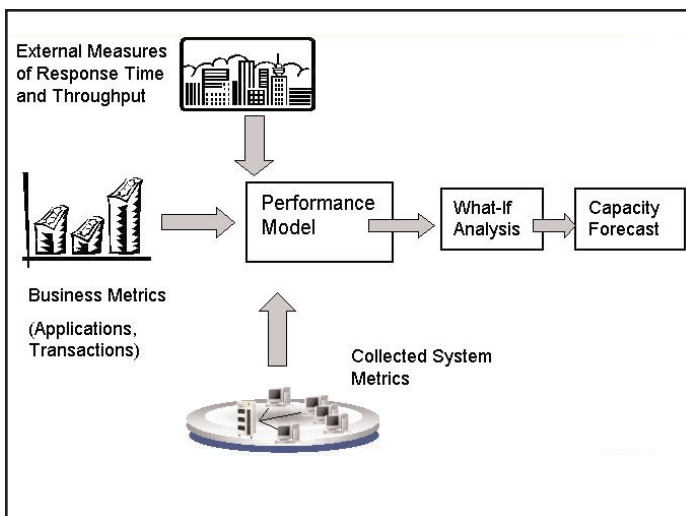 External Measures
of Response Time
and Throughput
Performance
Model
What-If
Analysis
Capacity
Forecast
Business Metrics
(Applications,
Transactions)
Collected System
Metrics